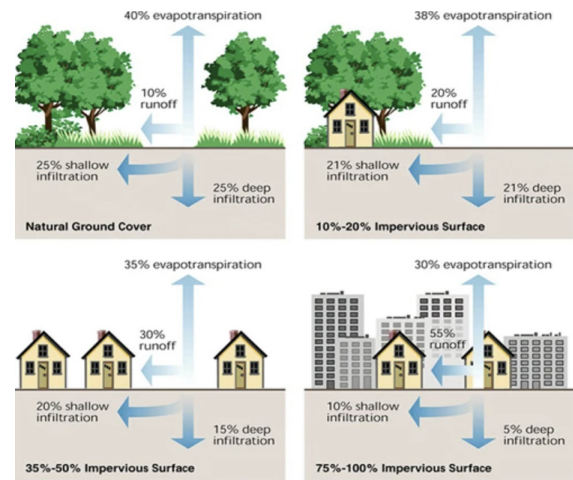 40% evapotranspiration
10%
runoff
25% shallow
infiltration
25% deep
infiltration
Natural Ground Cover
38% evapotranspiration
20%
runoff
21% shallow
infiltration
21% deep
infiltration
10%-20% Impervious Surface
35% evapotranspiration
30%
runoff
20% shallow
infiltration
15% deep
infiltration
35%-50% Impervious Surface
30% evapotranspiration
55%
runoff
10% shallow
infiltration
5% deep
infiltration
75%-100% Impervious Surface